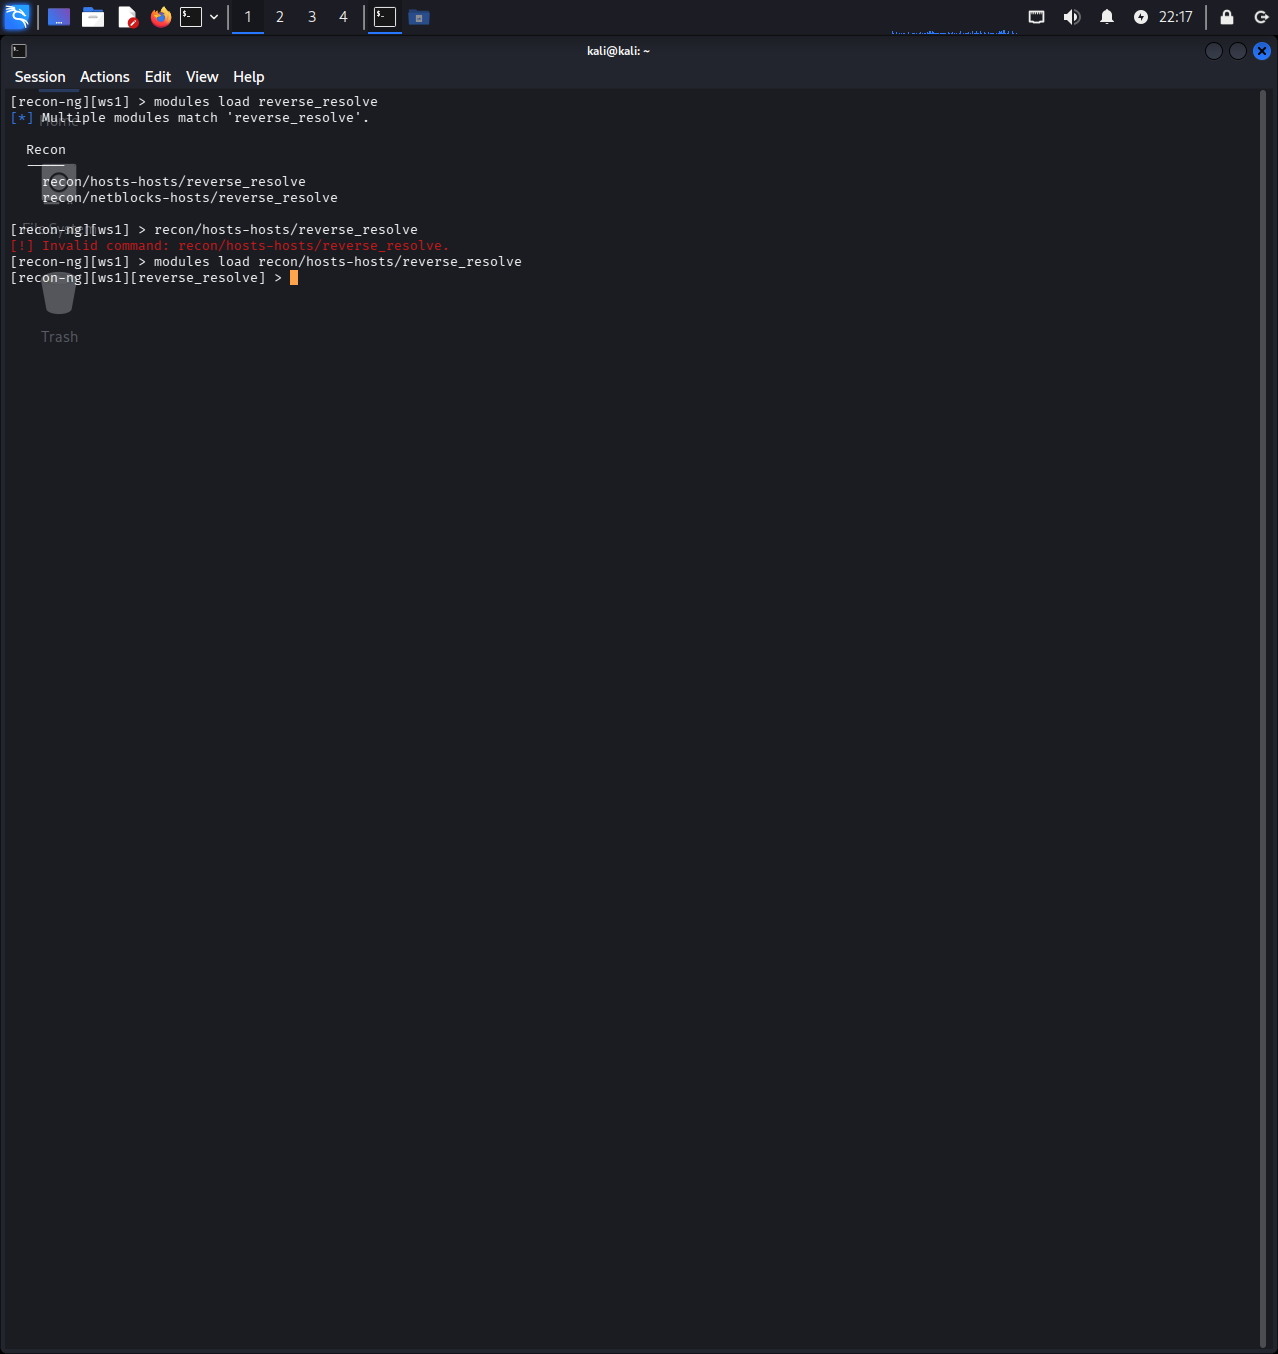 1 2 3 4 22:17
kali@kali: ~
Session Actions Edit View Help
[recon-ng][ws1] > modules load reverse_resolve
[*] Multiple modules match 'reverse_resolve'.
Home
Recon
recon/hosts-hosts/reverse_resolve
recon/netblocks-hosts/reverse_resolve
File System
[recon-ng][ws1] > recon/hosts-hosts/reverse_resolve
[!] Invalid command: recon/hosts-hosts/reverse_resolve.
[recon-ng][ws1] > modules load recon/hosts-hosts/reverse_resolve
[recon-ng][ws1][reverse_resolve] >
Trash